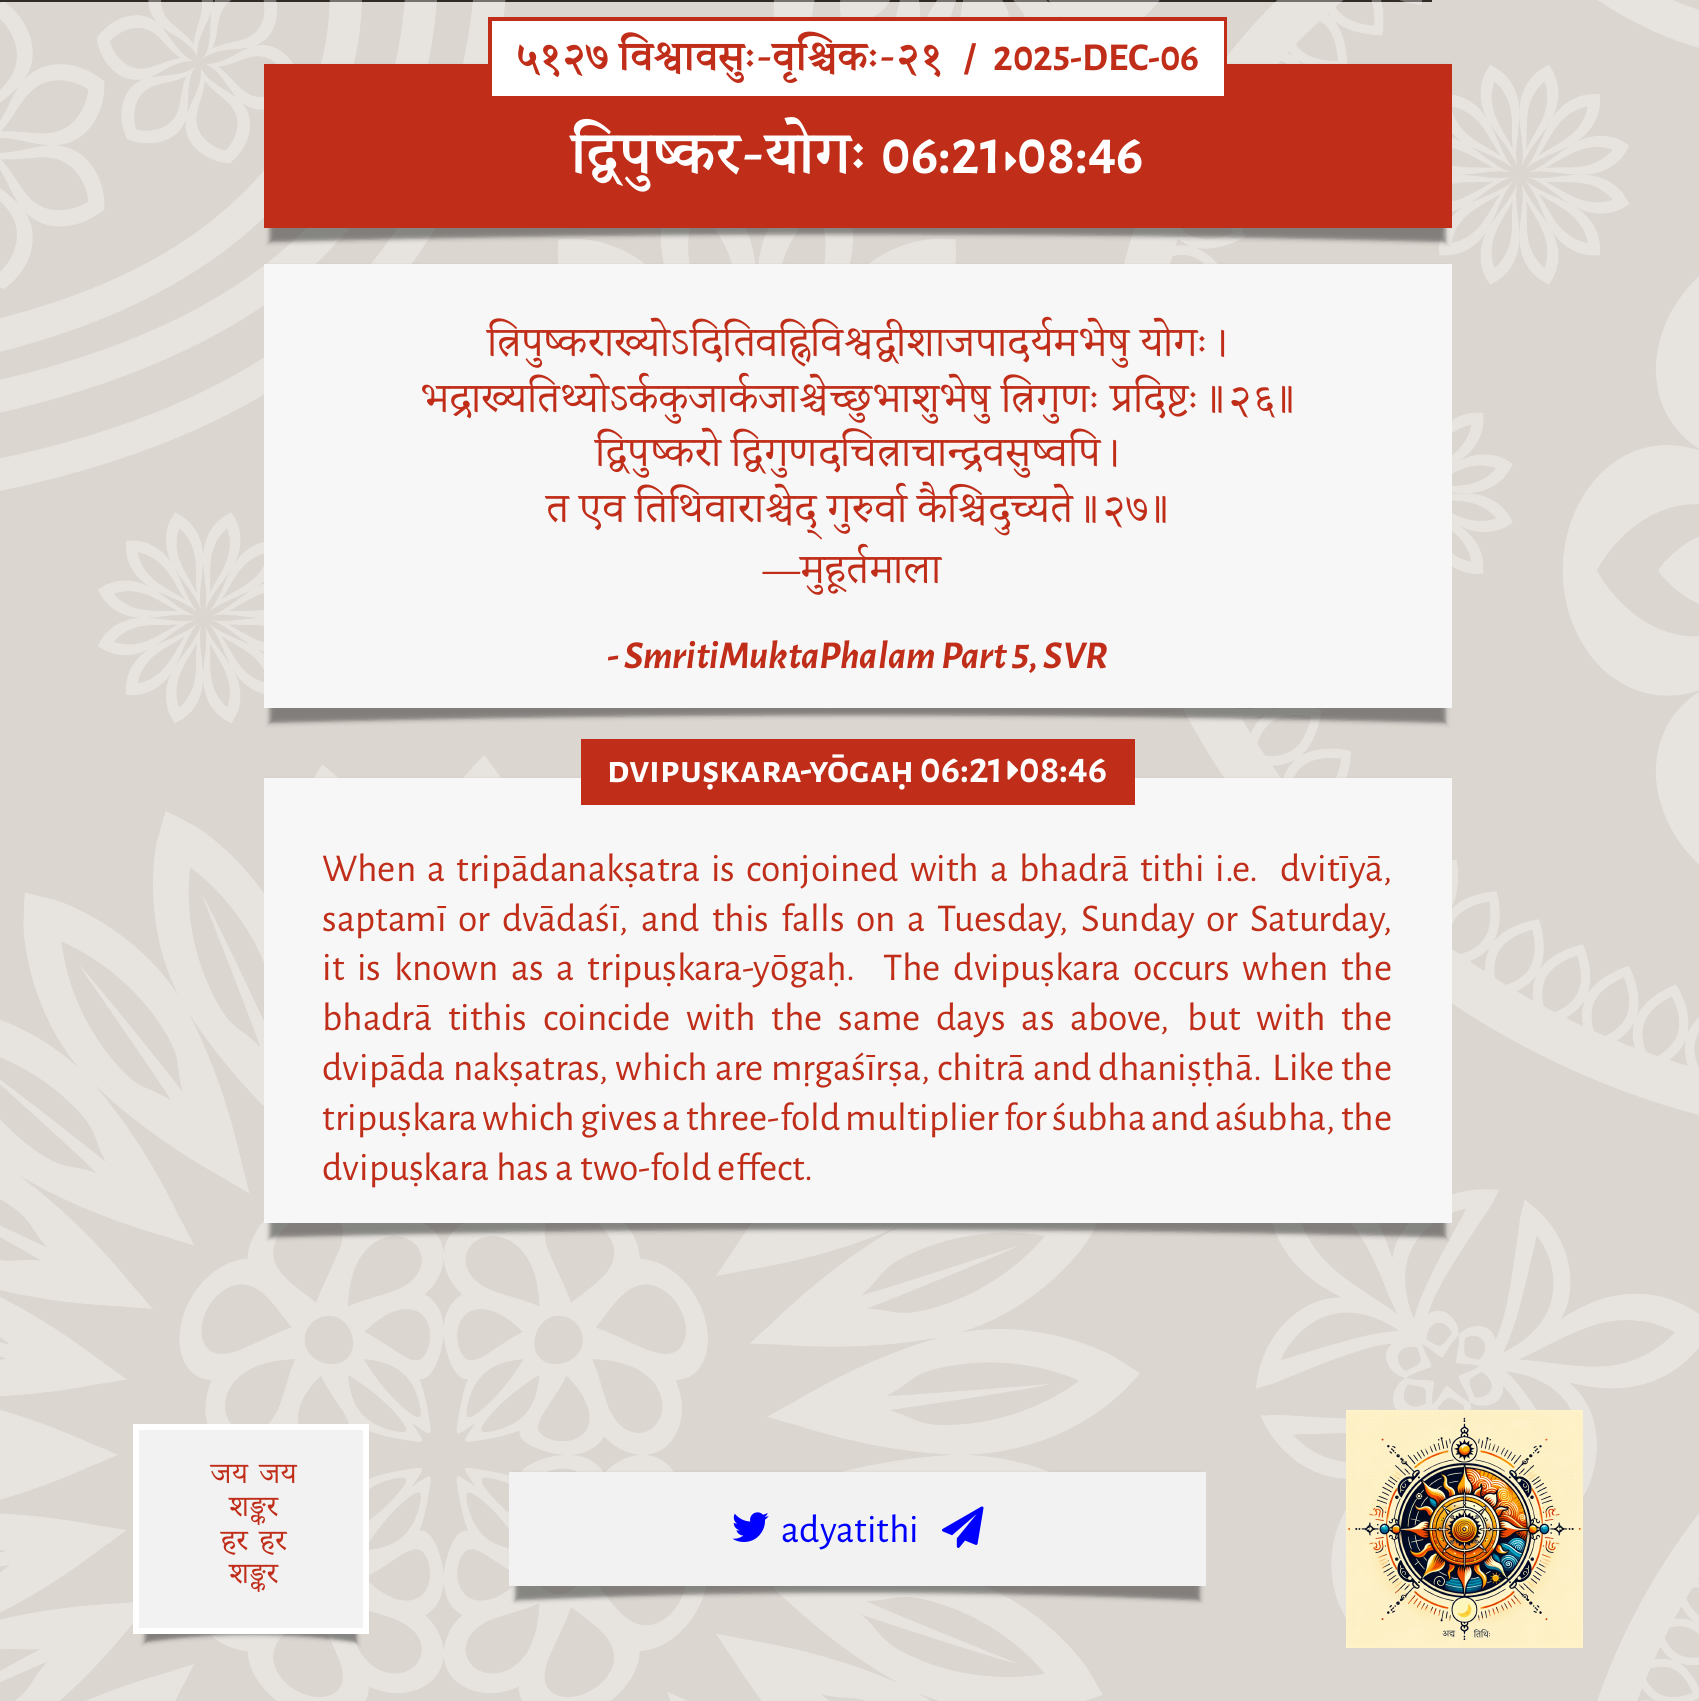 ५१२७ विश्वावसुः-वृश्चिकः-२१ / 2025-DEC-06
द्विपुष्कर-योगः 06:21▸08:46
त्रिपुष्कराख्योऽदितिवह्निविश्वद्वीशाजपादर्यमभेषु योगः ।
भद्राख्यतिथ्योऽर्ककुजार्कजाश्चेच्छुभाशुभेषु त्रिगुणः प्रदिष्टः ॥२६॥
द्विपुष्करो द्विगुणदचित्राचान्द्रवसुष्वपि ।
त एव तिथिवाराश्चेद् गुरुर्वा कैश्चिदुच्यते ॥२७॥
—मुहूर्तमाला
- SmritiMuktaPhalam Part 5, SVR
DVIPUṢKARA-YŌGAḤ 06:21▸08:46
When a tripādanakṣatra is conjoined with a bhadrā tithi i.e. dvitīyā,
saptamī or dvādaśī, and this falls on a Tuesday, Sunday or Saturday,
it is known as a tripuṣkara-yōgaḥ. The dvipuṣkara occurs when the
bhadrā tithis coincide with the same days as above, but with the
dvipāda nakṣatras, which are mṛgaśīrṣa, chitrā and dhaniṣṭhā. Like the
tripuṣkara which gives a three-fold multiplier for śubha and aśubha, the
dvipuṣkara has a two-fold effect.
जय जय
शङ्कर
हर हर
शङ्कर
adyatithi
अद्य तिथिः